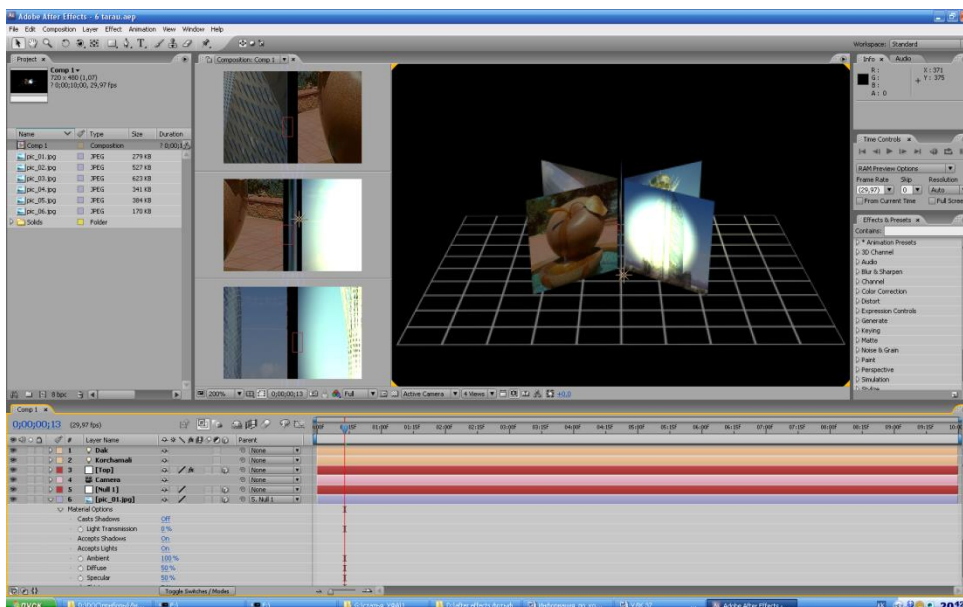 Adobe After Effects - 6 tarau.aep
File Edit Composition Layer Effect Animation View Window Help
Workspace: Standard
Project
Composition: Comp 1
Info Audio
Comp 1
720 x 480 (1,07)
? 0;00;10;00, 29,97 fps
R: X: 371
G: Y: 375
B:
A: 0
Name Type Size Duration
Comp 1 Composition ? 0;00;1
pic_01.jpg JPEG 279 KB
pic_02.jpg JPEG 527 KB
pic_03.jpg JPEG 623 KB
pic_04.jpg JPEG 341 KB
pic_05.jpg JPEG 384 KB
pic_06.jpg JPEG 170 KB
Solids Folder
Time Controls
RAM Preview Options
Frame Rate Skip Resolution
(29,97) 0 Auto
From Current Time Full Scree
Effects & Presets
Contains:
* Animation Presets
3D Channel
Audio
Blur & Sharpen
Channel
Color Correction
Distort
Expression Controls
Generate
Keying
Matte
Noise & Grain
Paint
Perspective
Simulation
8 bpc
200% 0;00;00;13 Full Active Camera 4 Views +0,0
Comp 1
0;00;00;13 (29,97 fps)
# Layer Name Parent
1 Dak None
2 Korchamali None
3 [Top] None
4 Camera None
5 [Null 1] None
6 [pic_01.jpg] 5. Null 1
Material Options
Casts Shadows Off
Light Transmission 0 %
Accepts Shadows On
Accepts Lights On
Ambient 100 %
Diffuse 50 %
Specular 50 %
Toggle Switches / Modes
ПУСК
Adobe After Effects -